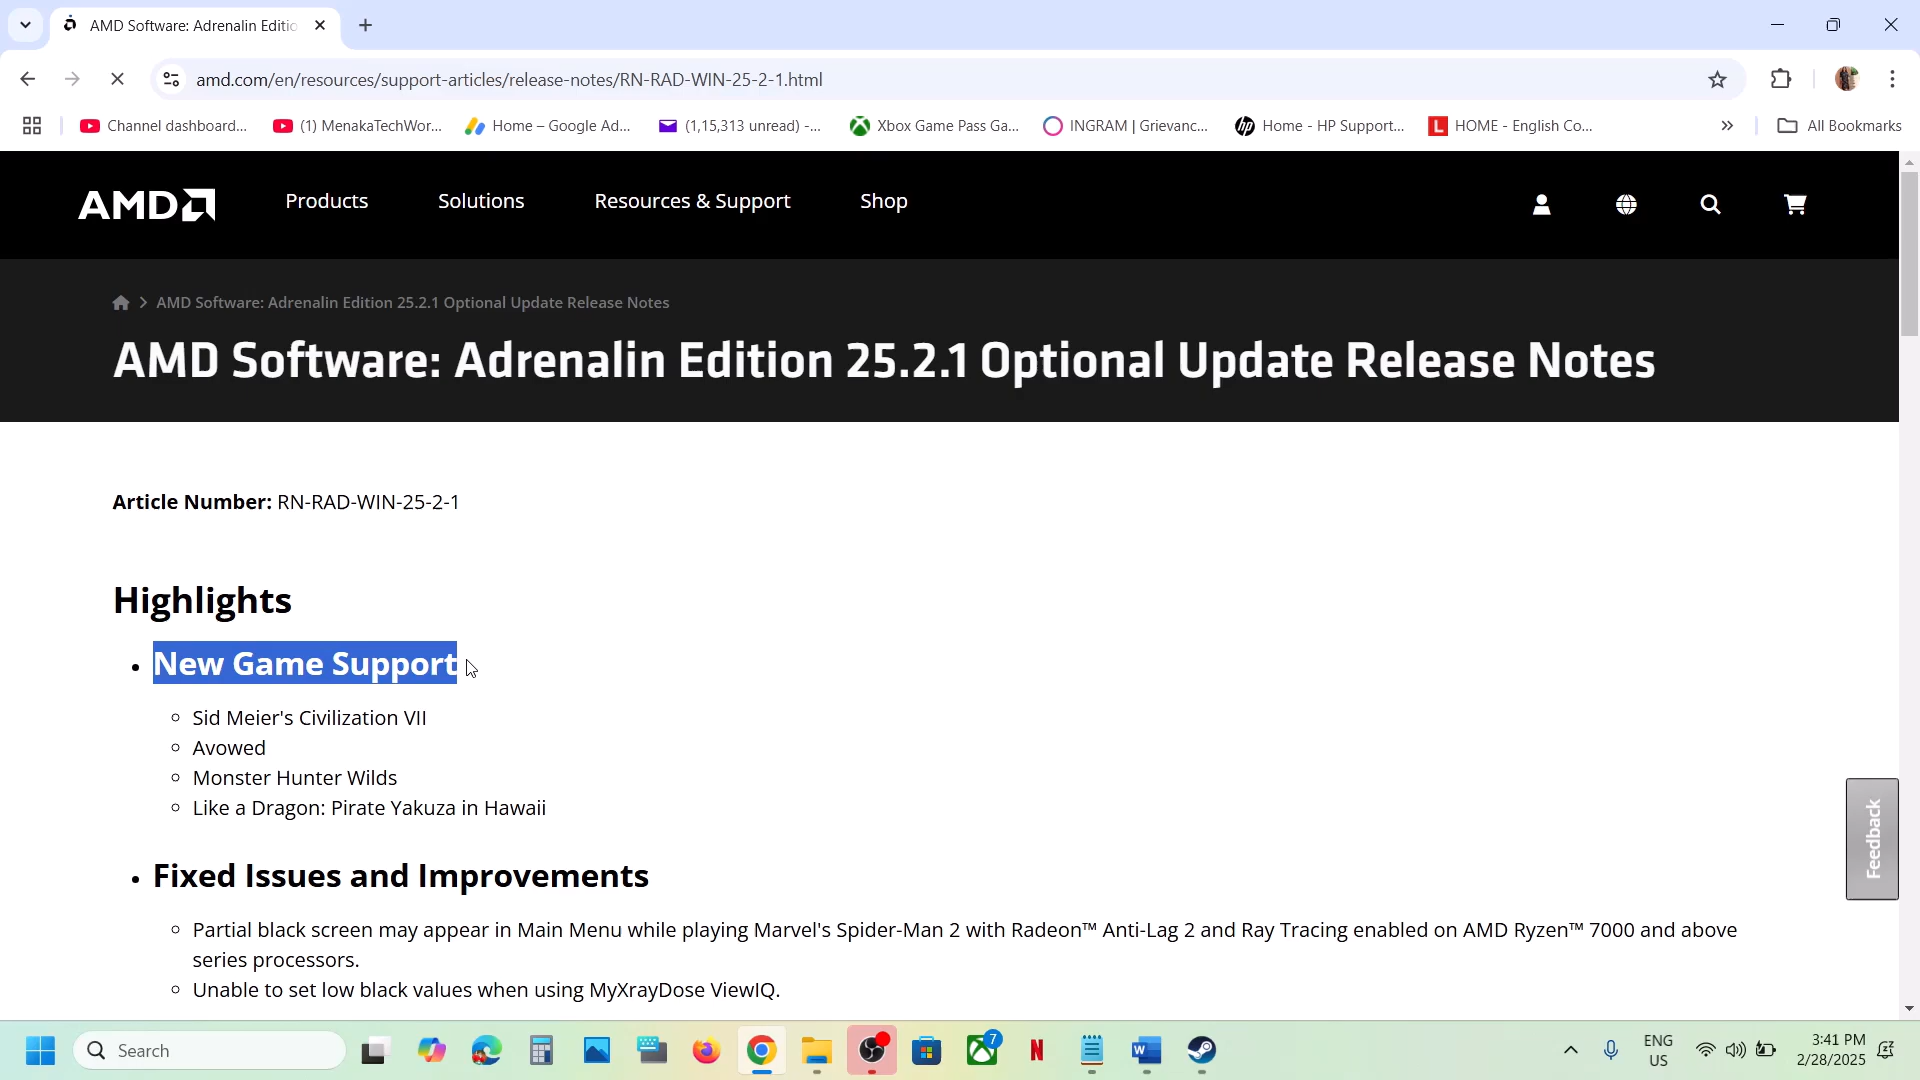 AMD Software: Adrenalin Editio
amd.com/en/resources/support-articles/release-notes/RN-RAD-WIN-25-2-1.html
Channel dashboard...
(1) MenakaTechWor...
Home – Google Ad...
(1,15,313 unread) -...
Xbox Game Pass Ga...
INGRAM | Grievanc...
Home - HP Support...
HOME - English Co...
All Bookmarks
AMD
Products
Solutions
Resources & Support
Shop
AMD Software: Adrenalin Edition 25.2.1 Optional Update Release Notes
AMD Software: Adrenalin Edition 25.2.1 Optional Update Release Notes
Article Number: RN-RAD-WIN-25-2-1
Highlights
New Game Support
Sid Meier's Civilization VII
Avowed
Monster Hunter Wilds
Like a Dragon: Pirate Yakuza in Hawaii
Feedback
Fixed Issues and Improvements
Partial black screen may appear in Main Menu while playing Marvel's Spider-Man 2 with Radeon™ Anti-Lag 2 and Ray Tracing enabled on AMD Ryzen™ 7000 and above
series processors.
Unable to set low black values when using MyXrayDose ViewIQ.
Search
7
ENG
US
3:41 PM
2/28/2025